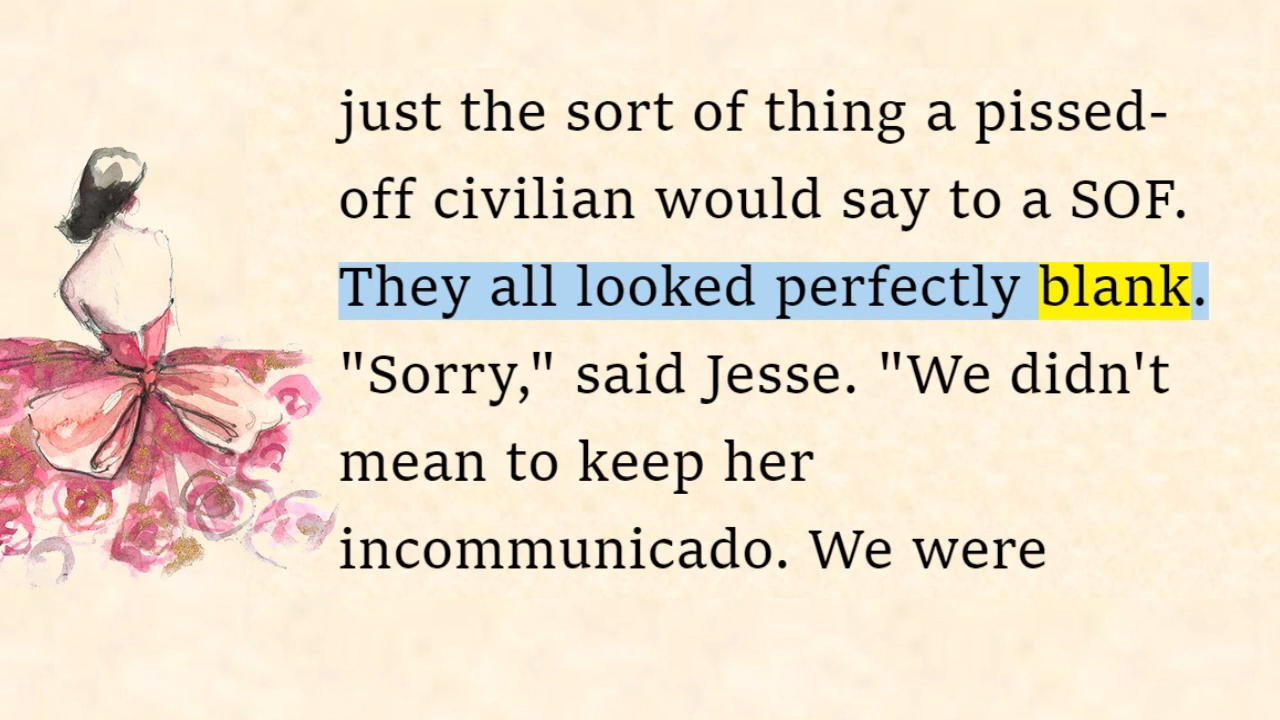 just the sort of thing a pissed-
off civilian would say to a SOF.
They all looked perfectly blank.
"Sorry," said Jesse. "We didn't
mean to keep her
incommunicado. We were